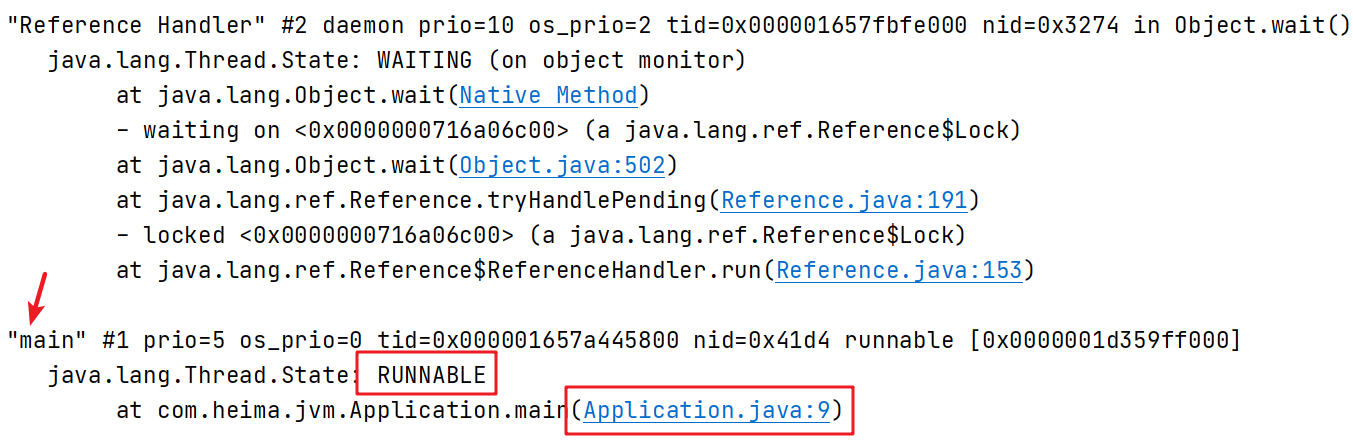 "Reference Handler" #2 daemon prio=10 os_prio=2 tid=0x000001657fbfe000 nid=0x3274 in Object.wait()
java.lang.Thread.State: WAITING (on object monitor)
at java.lang.Object.wait(Native Method)
- waiting on <0x0000000716a06c00> (a java.lang.ref.Reference$Lock)
at java.lang.Object.wait(Object.java:502)
at java.lang.ref.Reference.tryHandlePending(Reference.java:191)
- locked <0x0000000716a06c00> (a java.lang.ref.Reference$Lock)
at java.lang.ref.Reference$ReferenceHandler.run(Reference.java:153)
"main" #1 prio=5 os_prio=0 tid=0x000001657a445800 nid=0x41d4 runnable [0x0000001d359ff000]
java.lang.Thread.State: RUNNABLE
at com.heima.jvm.Application.main(Application.java:9)